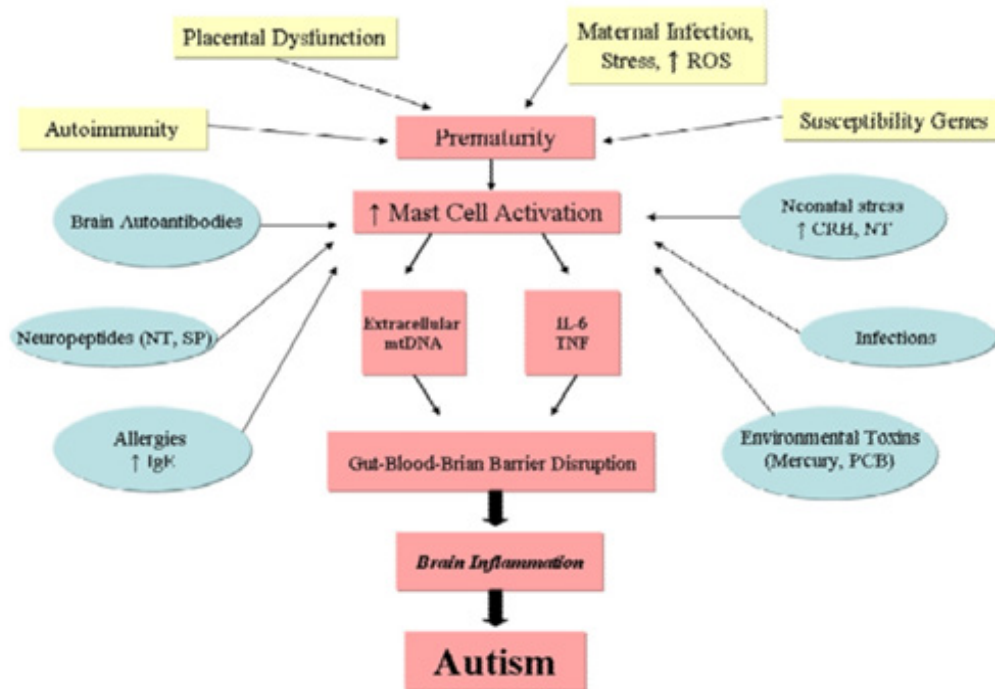 Placental Dysfunction
Maternal Infection,
Stress, ↑ ROS
Autoimmunity
Prematurity
Susceptibility Genes
Brain Autoantibodies
↑ Mast Cell Activation
Neonatal stress
↑ CRH, NT
Neuropeptides (NT, SP)
Extracellular
mtDNA
IL-6
TNF
Infections
Allergies
↑ IgE
Gut-Blood-Brian Barrier Disruption
Environmental Toxins
(Mercury, PCB)
Brain Inflammation
Autism